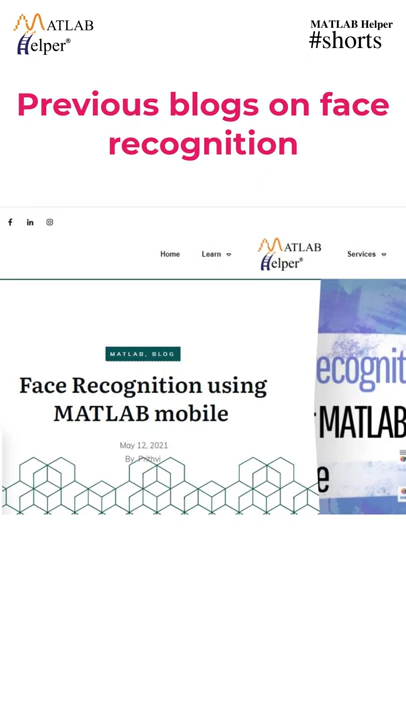 MATLAB
Helper®
MATLAB Helper
#shorts
Previous blogs on face
recognition
Home
Learn
MATLAB
Helper®
Services
MATLAB, BLOG
Face Recognition using
MATLAB mobile
May 12, 2021
By, Prithvi
ecognit
MATLAB
e